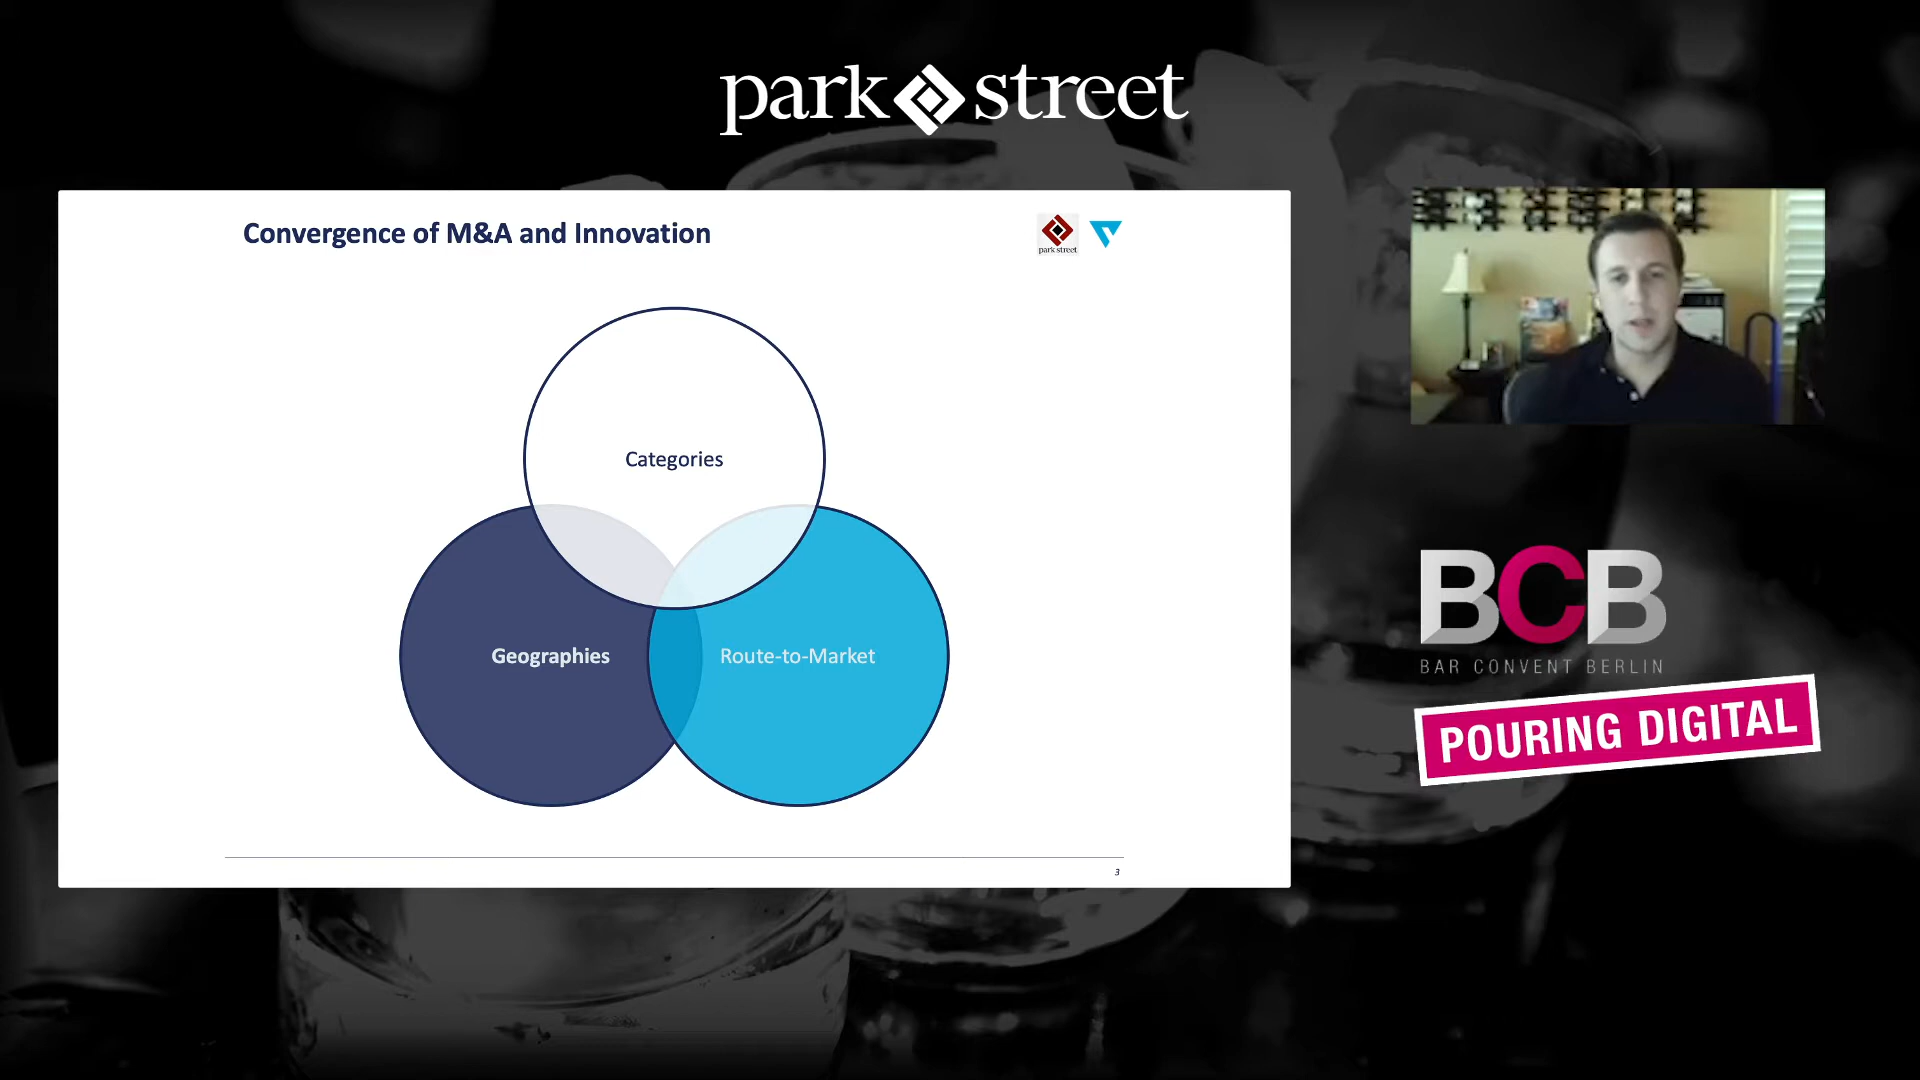 park street
Convergence of M&A and Innovation
park street
Categories
Geographies
Route-to-Market
3
BCB
BAR CONVENT BERLIN
POURING DIGITAL